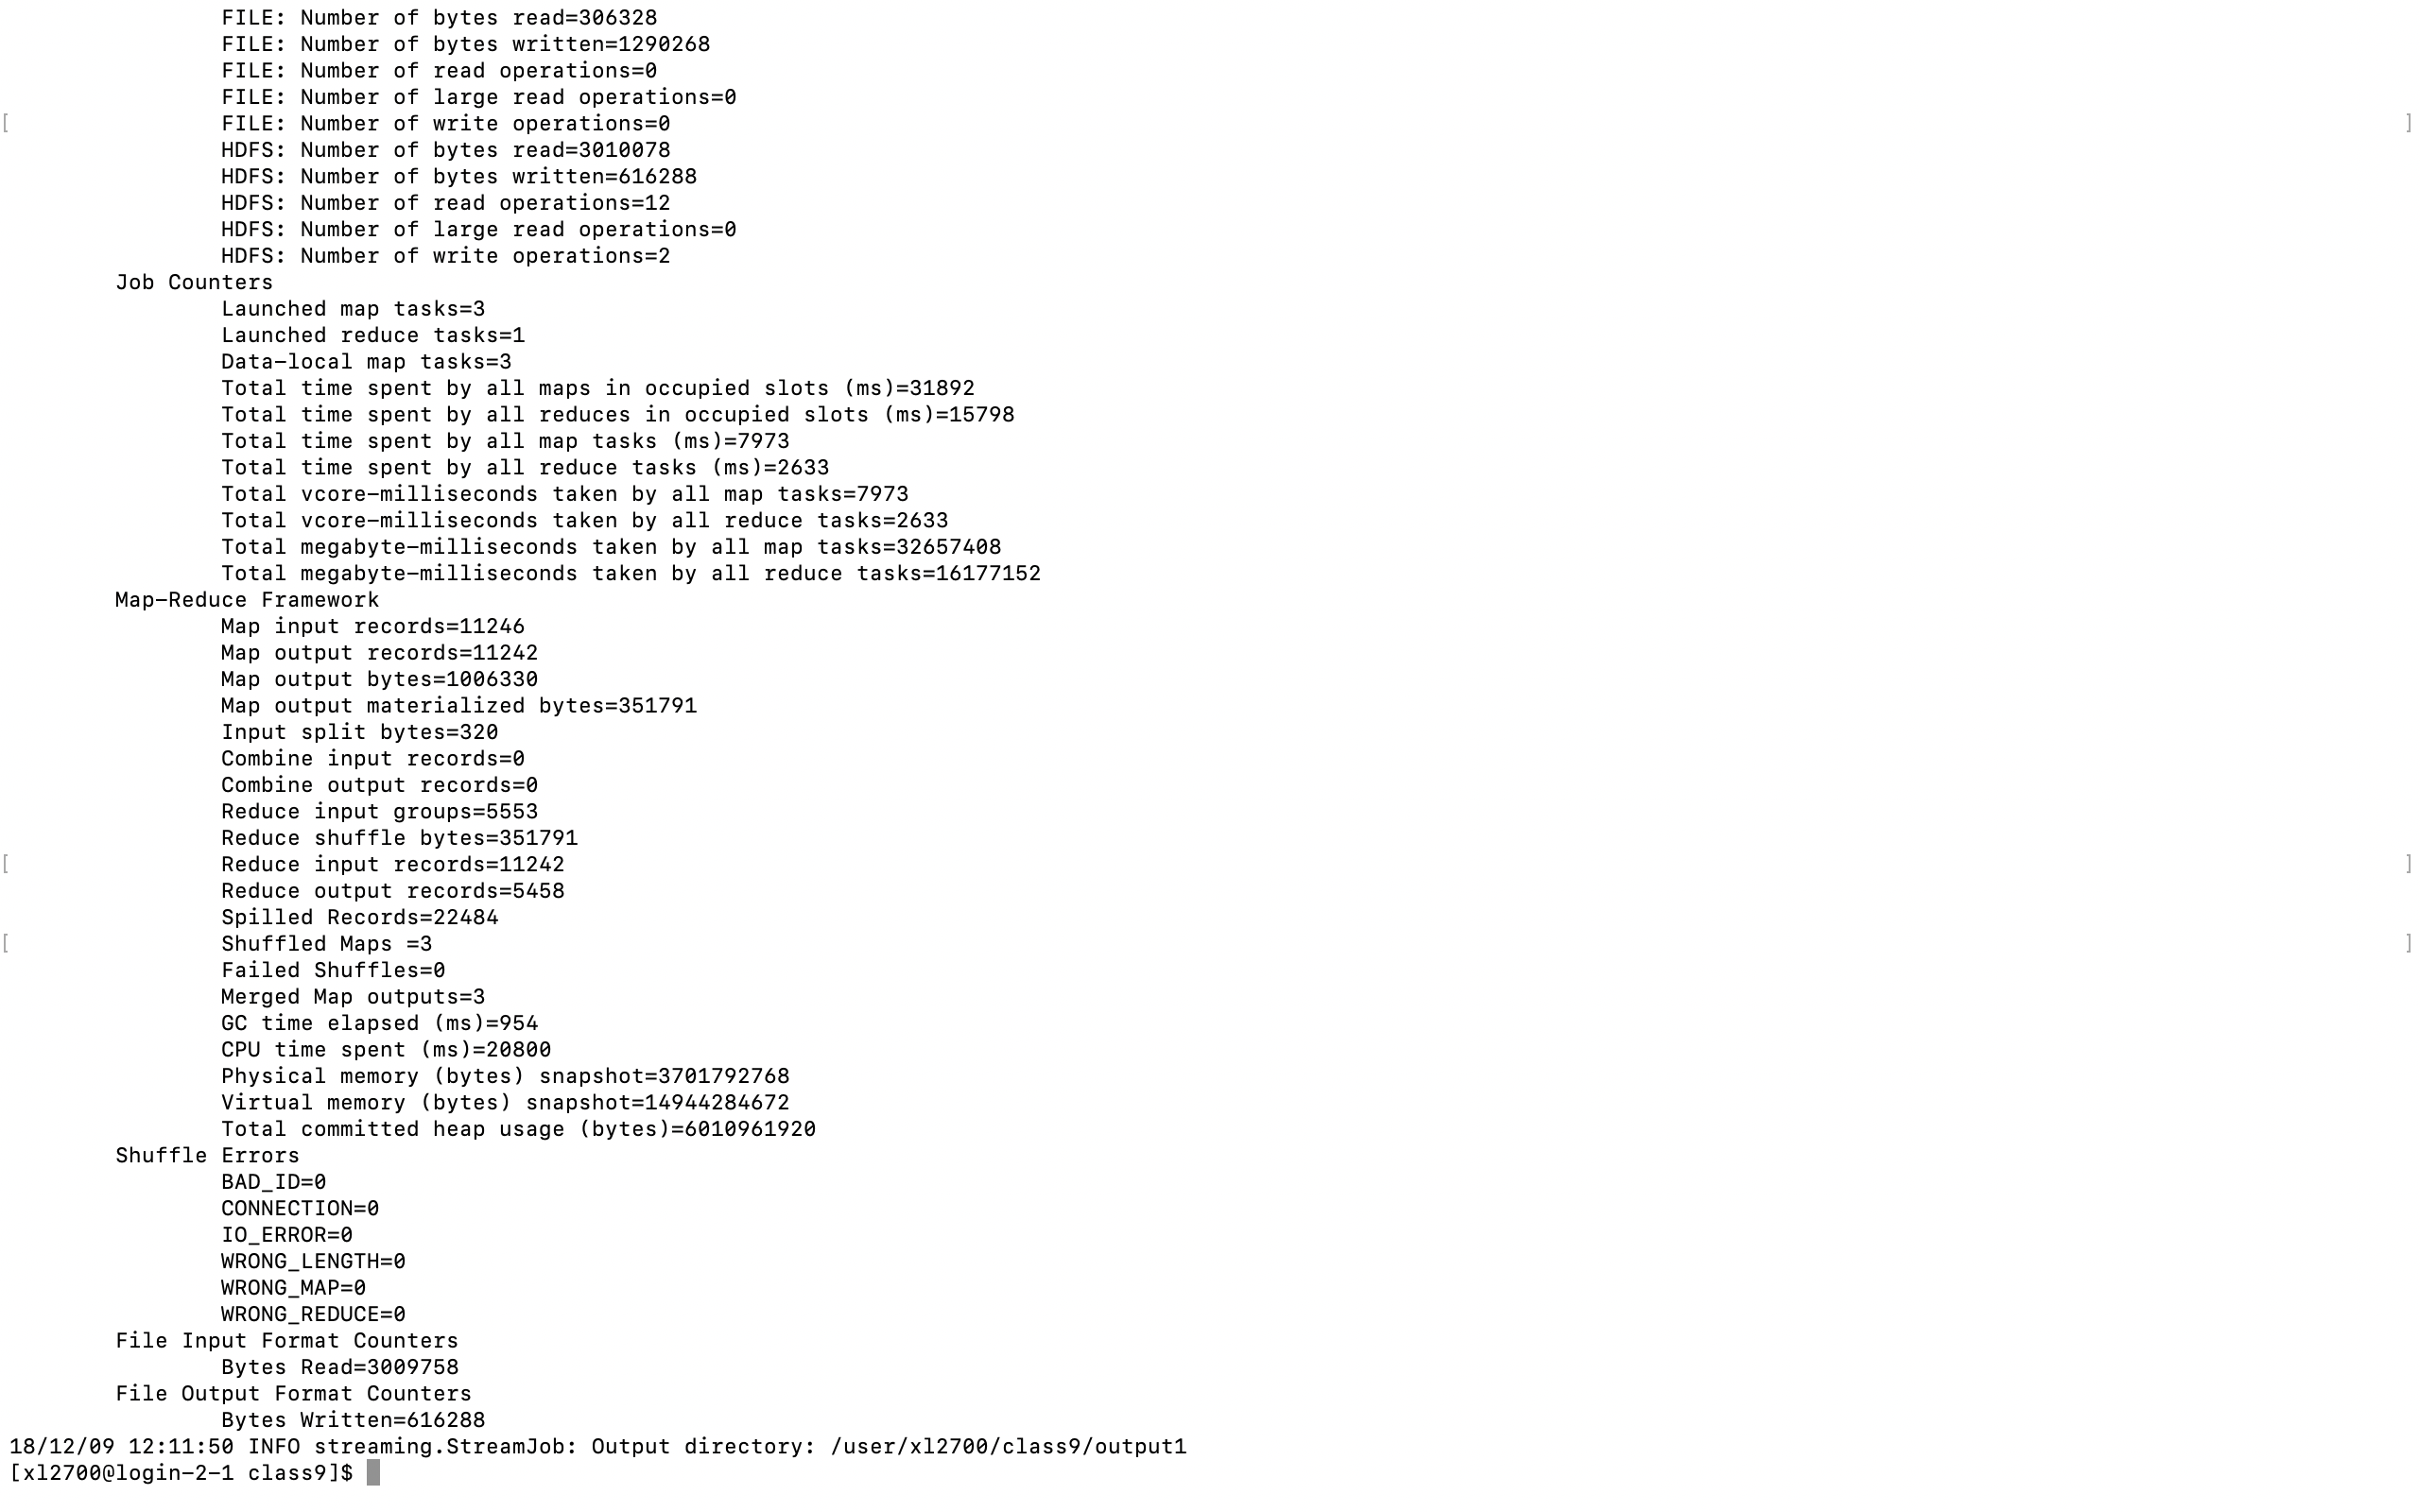 FILE: Number of bytes read=306328
FILE: Number of bytes written=1290268
FILE: Number of read operations=0
FILE: Number of large read operations=0
[ FILE: Number of write operations=0 ]
HDFS: Number of bytes read=3010078
HDFS: Number of bytes written=616288
HDFS: Number of read operations=12
HDFS: Number of large read operations=0
HDFS: Number of write operations=2
Job Counters
Launched map tasks=3
Launched reduce tasks=1
Data-local map tasks=3
Total time spent by all maps in occupied slots (ms)=31892
Total time spent by all reduces in occupied slots (ms)=15798
Total time spent by all map tasks (ms)=7973
Total time spent by all reduce tasks (ms)=2633
Total vcore-milliseconds taken by all map tasks=7973
Total vcore-milliseconds taken by all reduce tasks=2633
Total megabyte-milliseconds taken by all map tasks=32657408
Total megabyte-milliseconds taken by all reduce tasks=16177152
Map-Reduce Framework
Map input records=11246
Map output records=11242
Map output bytes=1006330
Map output materialized bytes=351791
Input split bytes=320
Combine input records=0
Combine output records=0
Reduce input groups=5553
Reduce shuffle bytes=351791
[ Reduce input records=11242 ]
Reduce output records=5458
Spilled Records=22484
[ Shuffled Maps =3 ]
Failed Shuffles=0
Merged Map outputs=3
GC time elapsed (ms)=954
CPU time spent (ms)=20800
Physical memory (bytes) snapshot=3701792768
Virtual memory (bytes) snapshot=14944284672
Total committed heap usage (bytes)=6010961920
Shuffle Errors
BAD_ID=0
CONNECTION=0
IO_ERROR=0
WRONG_LENGTH=0
WRONG_MAP=0
WRONG_REDUCE=0
File Input Format Counters
Bytes Read=3009758
File Output Format Counters
Bytes Written=616288
18/12/09 12:11:50 INFO streaming.StreamJob: Output directory: /user/xl2700/class9/output1
[xl2700@login-2-1 class9]$